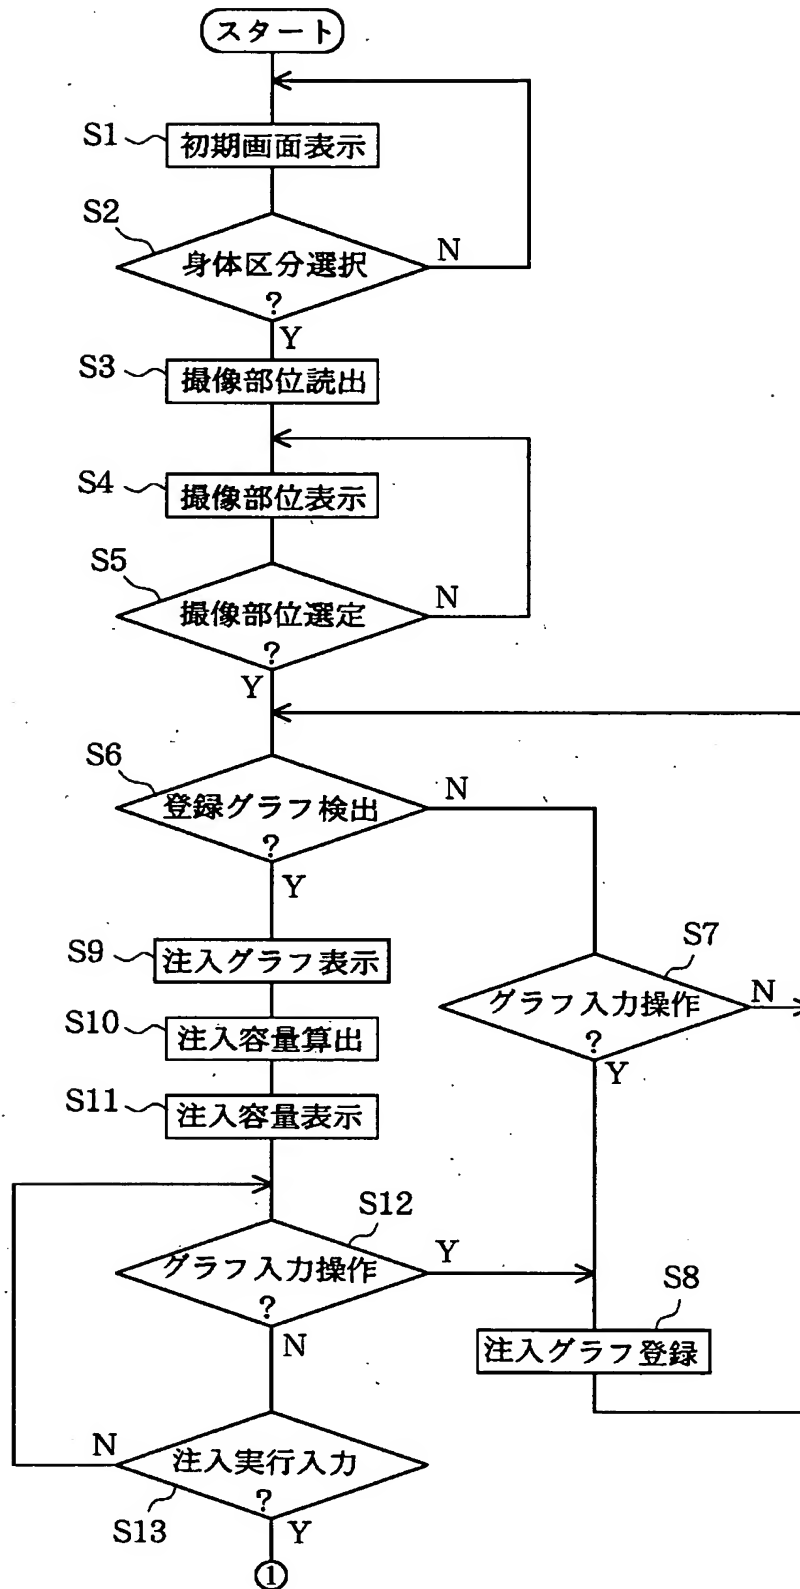 スタート
S1
初期画面表示
S2
身体区分選択
?
N
Y
S3
撮像部位読出
S4
撮像部位表示
S5
撮像部位選定
?
N
Y
S6
登録グラフ検出
?
N
Y
S9
注入グラフ表示
S7
グラフ入力操作
?
N
Y
S10
注入容量算出
S11
注入容量表示
S12
グラフ入力操作
?
Y
N
S8
注入グラフ登録
注入実行入力
?
N
S13
Y
①